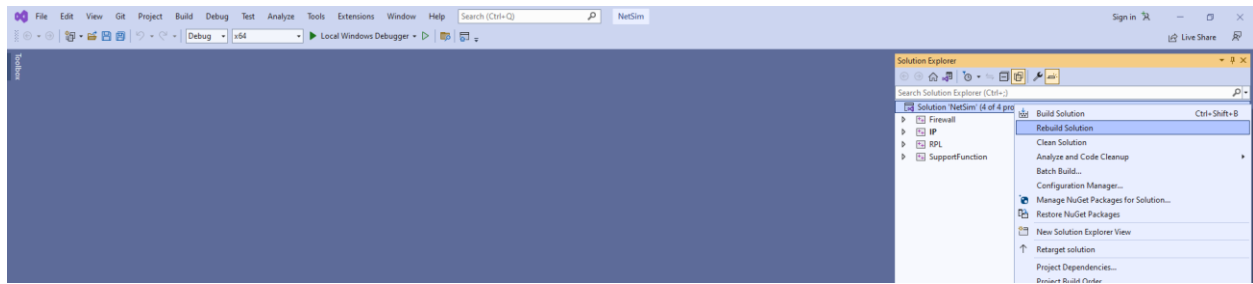 File Edit View Git Project Build Debug Test Analyze Tools Extensions Window Help Search (Ctrl+Q) NetSim Sign in
Debug x64 Local Windows Debugger Live Share
Toolbox
Solution Explorer
Search Solution Explorer (Ctrl+;)
Solution 'NetSim' (4 of 4 pro
Firewall
IP
RPL
SupportFunction
Build Solution Ctrl+Shift+B
Rebuild Solution
Clean Solution
Analyze and Code Cleanup
Batch Build...
Configuration Manager...
Manage NuGet Packages for Solution...
Restore NuGet Packages
New Solution Explorer View
Retarget solution
Project Dependencies...
Project Build Order...